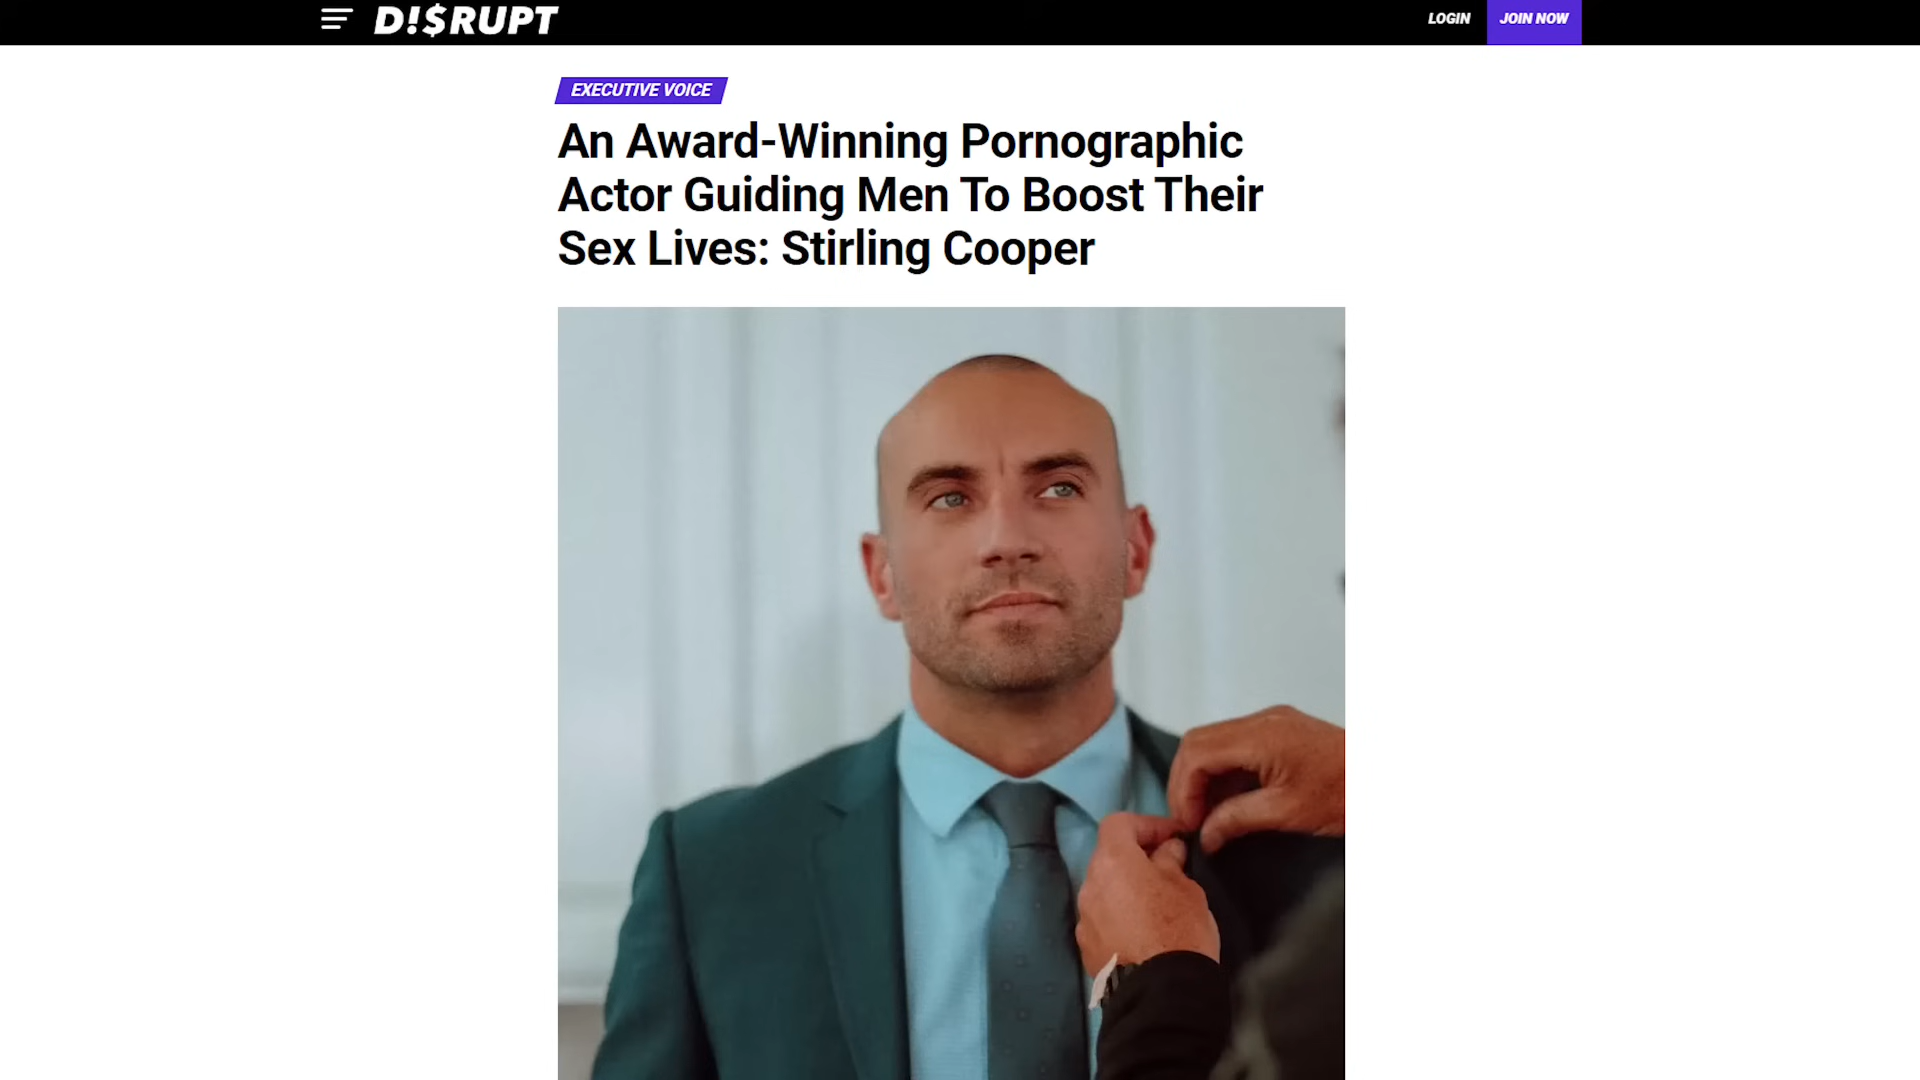 D!$RUPT
LOGIN
JOIN NOW
EXECUTIVE VOICE
An Award-Winning Pornographic
Actor Guiding Men To Boost Their
Sex Lives: Stirling Cooper